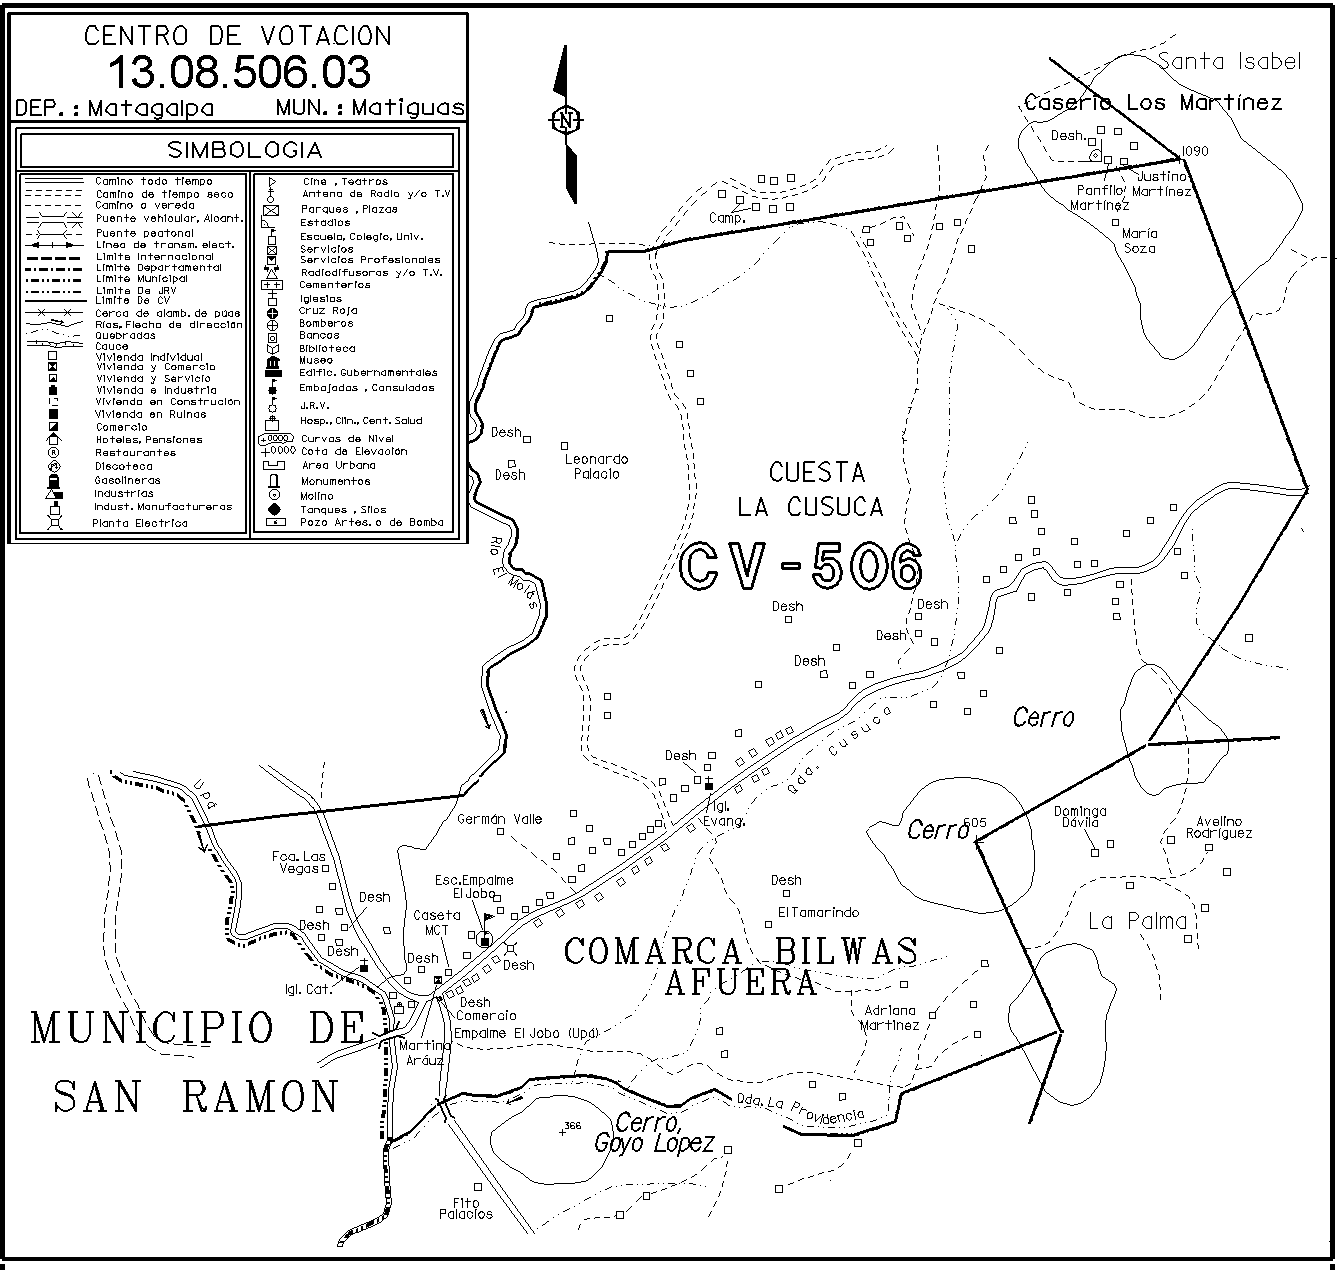 CENTRO DE VOTACION
13.08.506.03
DEP.: Matagalpa MUN.: Matiguas
SIMBOLOGIA
Camino todo tiempo
Camino de tiempo seco
Camino o vereda
Puente vehicular, Alcant.
Puente peatonal
Linea de transm. elect.
Limite Internacional
Limite Departamental
Limite Municipal
Limite De JRV
Limite De CV
Cerca de alamb. de púas
Ríos, Flecha de dirección
Quebradas
Cauce
Vivienda Individual
Vivienda y Comercio
Vivienda y Servicio
Vivienda e Industria
Vivienda en Construción
Vivienda en Ruinas
Comercio
Hoteles, Pensiones
Restaurantes
Discoteca
Gasolineras
Industrias
Indust. Manufactureras
Planta Electrica
Cine , Teatros
Antena de Radio y/o T.V
Parques , Plazas
Estadios
Escuela, Colegio, Univ.
Servicios
Servicios Profesionales
Radiodifusoras y/o T.V.
Cementerios
Iglesias
Cruz Roja
Bomberos
Bancos
Biblioteca
Museo
Edific. Gubernamentales
Embajadas , Consulados
J.R.V.
Hosp., Clin., Cent. Salud
Curvas de Nivel
Cota de Elevación
Area Urbana
Monumentos
Molino
Tanques , Silos
Pozo Artes. o de Bomba
N
Santa Isabel
Caserio Los Martínez
Desh.
1090
Justino
Martínez
Panfilo
Martínez
María
Soza
Camp.
Desh
Desh
Leonardo
Palacio
CUESTA
LA CUSUCA
CV-506
Río El Molás
Desh
Desh
Desh
Desh
Cerro
Qda. Cusuca
Desh
Igl.
Evang.
Upá
Germán Valle
Cerro
605
Dominga
Dávila
Avelino
Rodríguez
La Palma
Fca. Las
Vegas
Desh
Desh
Desh
Igl. Cat.
Esc. Empalme
El Jobo
Caseta
MCT
Desh
Desh
Desh
Comercio
Empalme El Jobo (Upá)
Martina
Aráuz
Desh
El Tamarindo
COMARCA BILWAS
AFUERA
Adriana
Martínez
MUNICIPIO DE
SAN RAMON
Qda. La Providencia
366
Cerro,
Goyo Lopez
Fito
Palacios